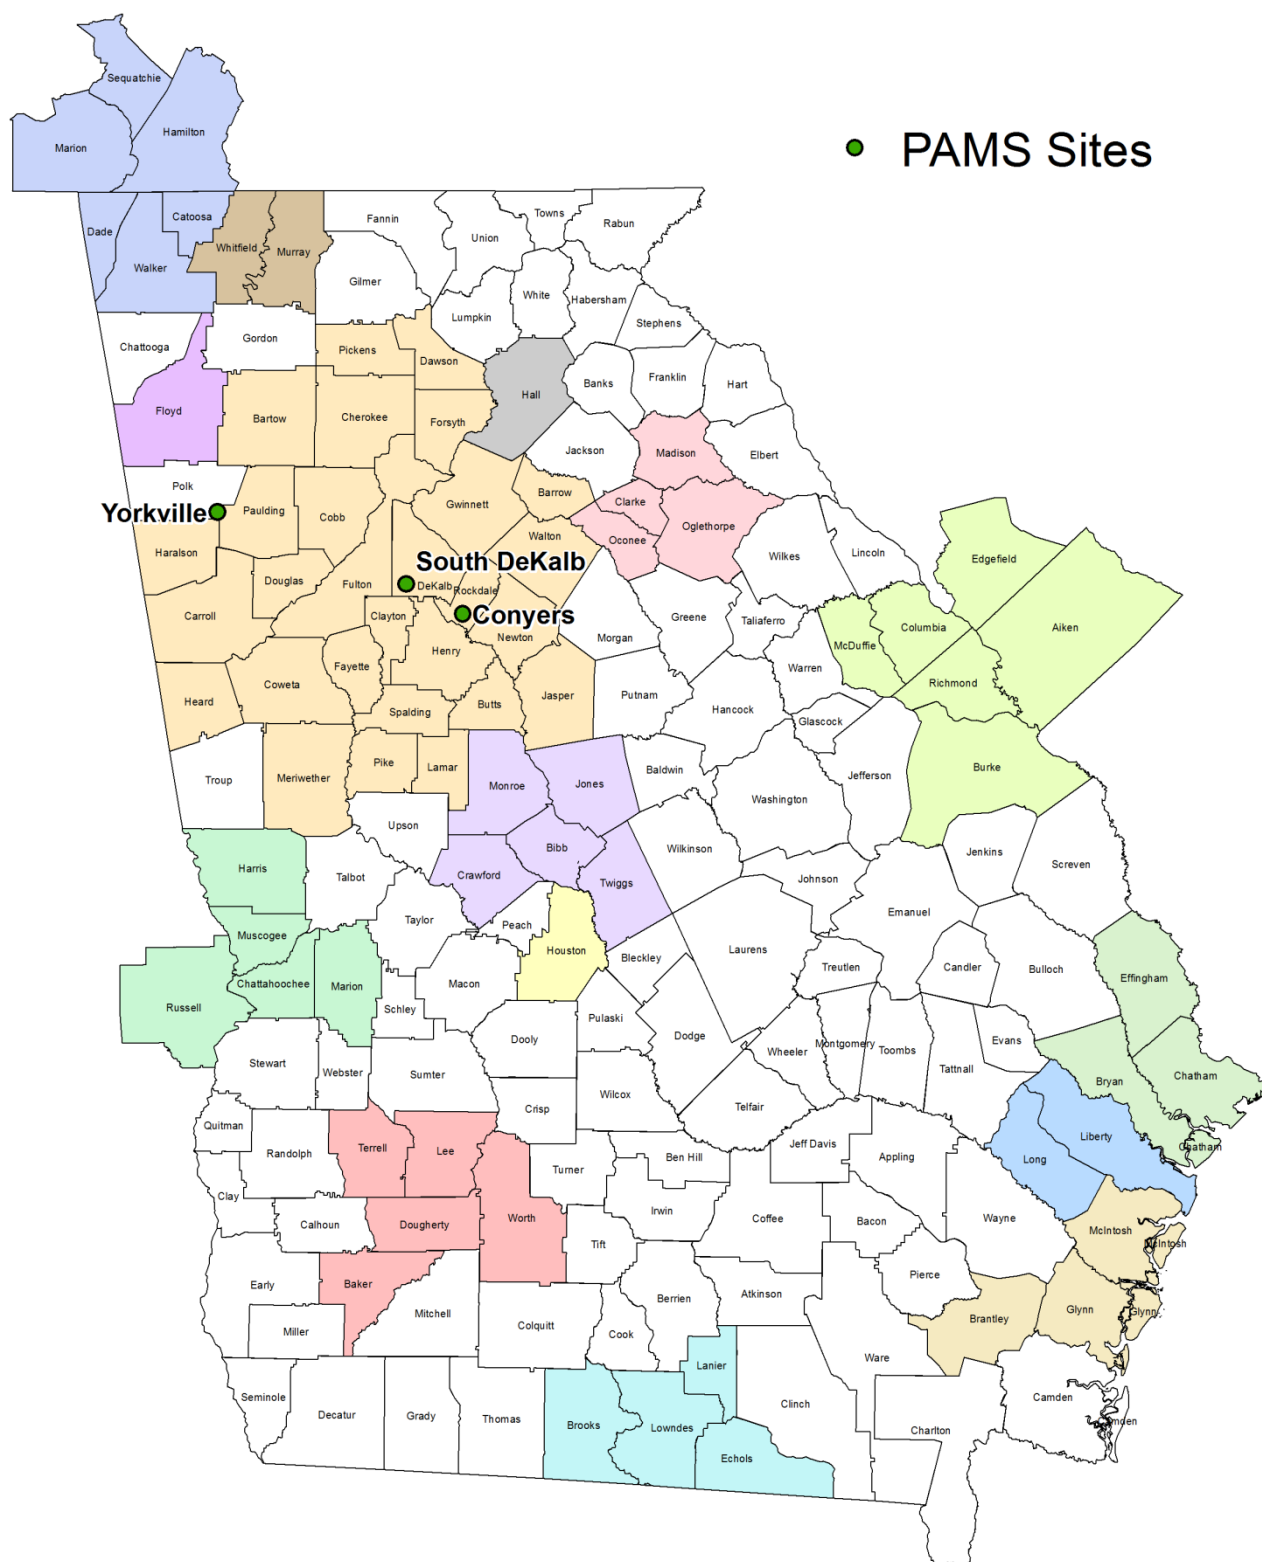 Sequatchie
PAMS Sites
Hamilton
Marion
Fannin
Towns
Rabun
Catoosa
Dade
Union
Whitfield
Murray
Walker
Gilmer
White
Habersham
Lumpkin
Stephens
Gordon
Chattooga
Pickens
Dawson
Franklin
Banks
Hart
Hall
Floyd
Bartow
Cherokee
Forsyth
Jackson
Madison
Elbert
Polk
Barrow
Clarke
Gwinnett
Yorkville
Paulding
Cobb
Oglethorpe
Walton
Oconee
Haralson
Lincoln
Wilkes
Edgefield
South DeKalb
Douglas
Fulton
DeKalb
Rockdale
Carroll
Clayton
Conyers
Greene
Taliaferro
Columbia
Aiken
Newton
Morgan
McDuffie
Henry
Fayette
Warren
Coweta
Richmond
Heard
Jasper
Putnam
Butts
Spalding
Hancock
Glascock
Pike
Lamar
Baldwin
Burke
Troup
Meriwether
Monroe
Jones
Jefferson
Washington
Upson
Bibb
Wilkinson
Jenkins
Screven
Harris
Talbot
Crawford
Johnson
Twiggs
Emanuel
Taylor
Peach
Muscogee
Houston
Laurens
Bleckley
Treutlen
Candler
Bulloch
Effingham
Chattahoochee
Marion
Macon
Russell
Schley
Pulaski
Dooly
Dodge
Wheeler
Montgomery
Toombs
Evans
Stewart
Webster
Sumter
Tattnall
Chatham
Bryan
Wilcox
Crisp
Telfair
Quitman
Liberty
Jeff Davis
Chatham
Randolph
Terrell
Lee
Ben Hill
Appling
Long
Turner
Clay
Calhoun
Dougherty
Worth
Irwin
Coffee
Bacon
Wayne
McIntosh
McIntosh
Tift
Pierce
Early
Baker
Berrien
Atkinson
Glynn
Glynn
Mitchell
Brantley
Miller
Colquitt
Cook
Ware
Lanier
Seminole
Clinch
Camden
Decatur
Grady
Thomas
Brooks
Lowndes
Charlton
Echols